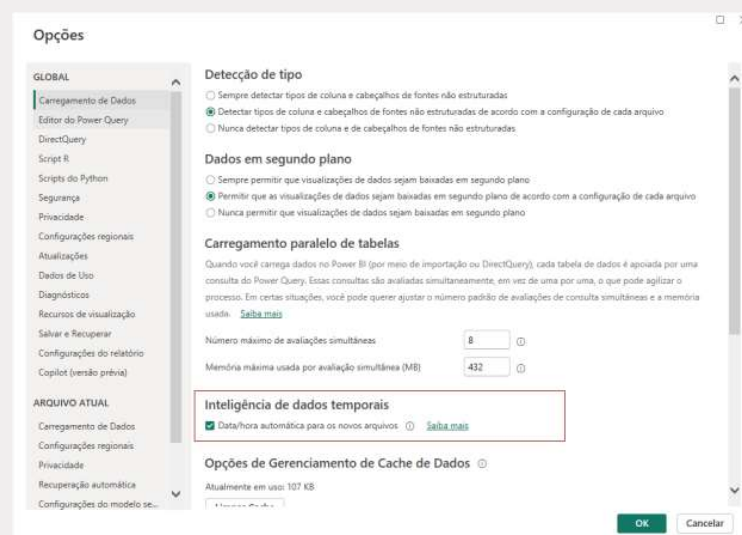 Opções
GLOBAL
Carregamento de Dados
Editor do Power Query
DirectQuery
Script R
Scripts do Python
Segurança
Privacidade
Configurações regionais
Atualizações
Dados de Uso
Diagnósticos
Recursos de visualização
Salvar e Recuperar
Configurações do relatório
Copilot (versão prévia)
ARQUIVO ATUAL
Carregamento de Dados
Configurações regionais
Privacidade
Recuperação automática
Configurações do modelo se...
Detecção de tipo
Sempre detectar tipos de coluna e cabeçalhos de fontes não estruturadas
Detectar tipos de coluna e cabeçalhos de fontes não estruturadas de acordo com a configuração de cada arquivo
Nunca detectar tipos de coluna e de cabeçalhos de fontes não estruturadas
Dados em segundo plano
Sempre permitir que visualizações de dados sejam baixadas em segundo plano
Permitir que as visualizações de dados sejam baixadas em segundo plano de acordo com a configuração de cada arquivo
Nunca permitir que visualizações de dados sejam baixadas em segundo plano
Carregamento paralelo de tabelas
Quando você carrega dados no Power BI (por meio de importação ou DirectQuery), cada tabela de dados é apoiada por uma
consulta do Power Query. Essas consultas são avaliadas simultaneamente, em vez de uma por uma, o que pode agilizar o
processo. Em certas situações, você pode querer ajustar o número padrão de avaliações de consulta simultâneas e a memória
usada. Saiba mais
Número máximo de avaliações simultâneas 8
Memória máxima usada por avaliação simultânea (MB) 432
Inteligência de dados temporais
Data/hora automática para os novos arquivos Saiba mais
Opções de Gerenciamento de Cache de Dados
Atualmente em uso: 107 KB
OK Cancelar